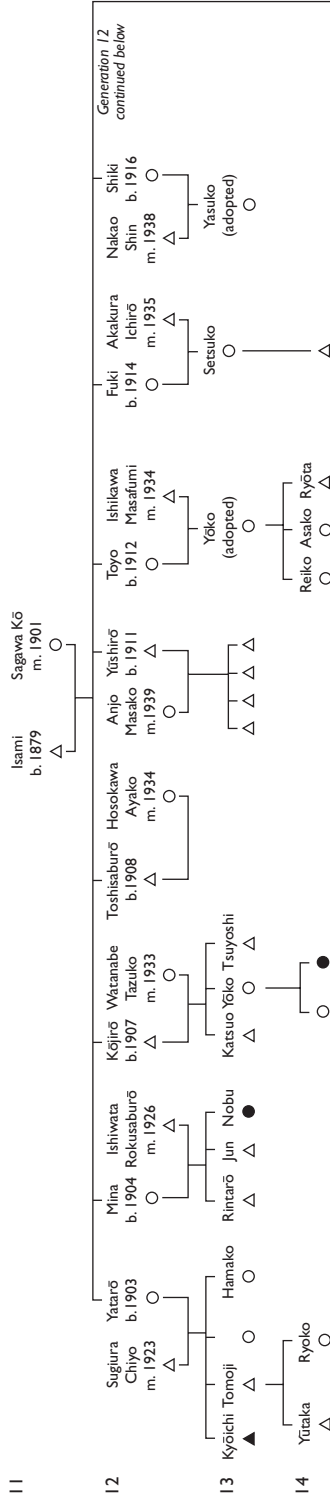 11
Isami
b. 1879
Sagawa Kō
m. 1901
12
Generation 12
continued below
Sugiura
Chiyo
m. 1923
Yatarō
b. 1903
Mina
b. 1904
Ishiwata
Rokusaburō
m. 1926
Kōjirō
b.1907
Watanabe
Tazuko
m. 1933
Toshisaburō
b.1908
Hosokawa
Ayako
m. 1934
Anjo
Masako
m.1939
Yūshirō
b. 1911
Toyo
b. 1912
Ishikawa
Masafumi
m. 1934
Fuki
b. 1914
Akakura
Ichirō
m. 1935
Nakao
Shin
m. 1938
Shiki
b. 1916
13
Kyōichi Tomoji
Hamako
Rintarō Jun Nobu
Katsuo Yōko Tsuyoshi
Yōko
(adopted)
Setsuko
Yasuko
(adopted)
14
Yūtaka
Ryoko
Reiko Asako Ryōta